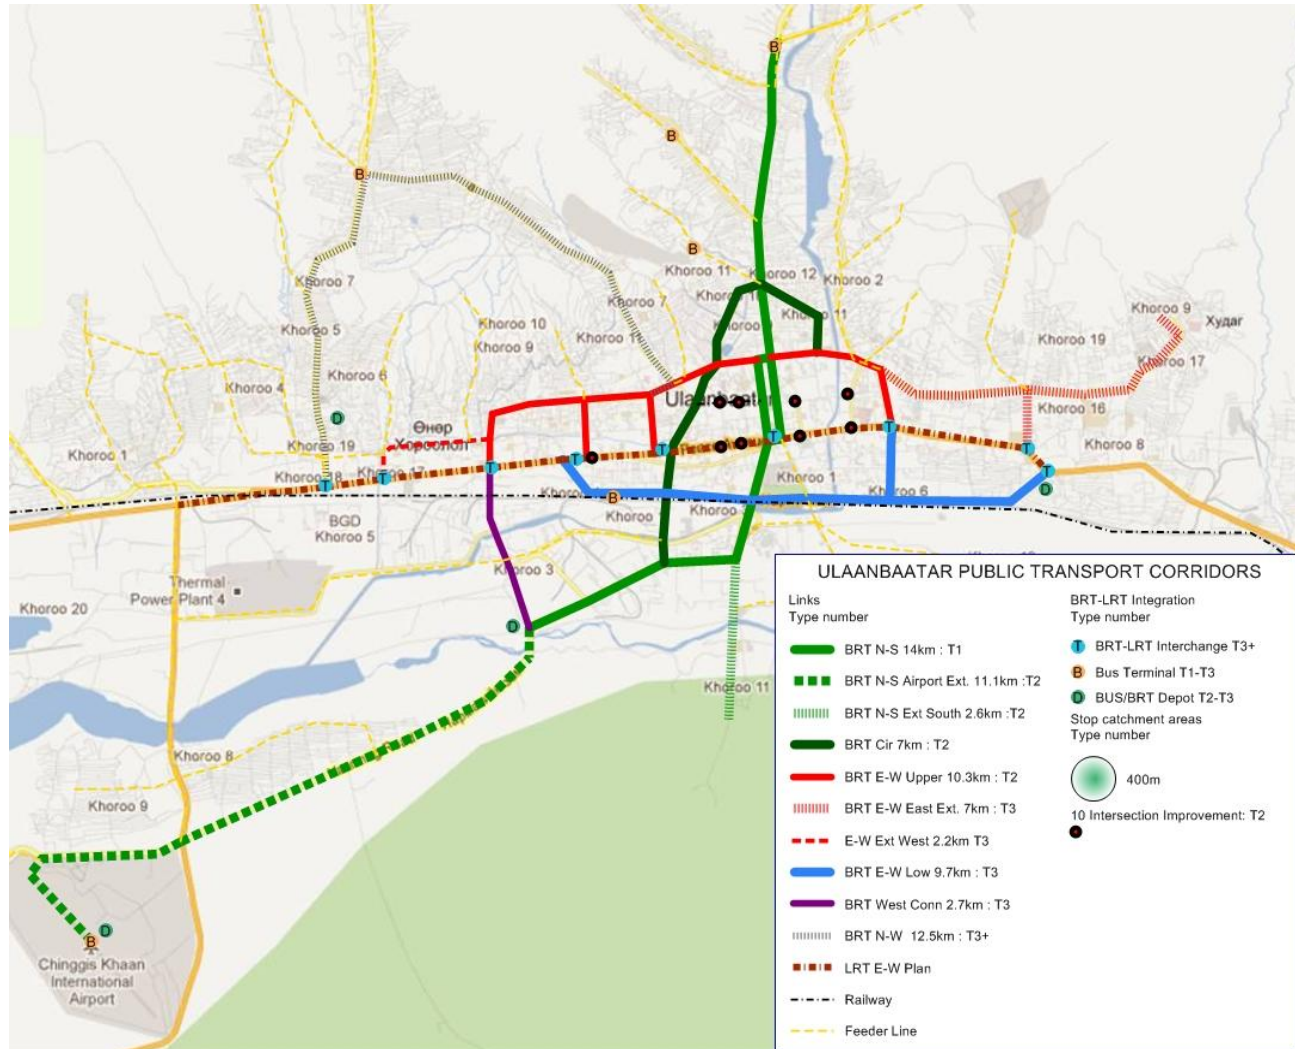 B
B
B
B
Khoroo 11
Khoroo 12
Khoroo 2
Khoroo 7
Khoroo 7
Khoroo 11
Khoroo 9
Худаг
Khoroo 5
Khoroo 10
Khoroo 9
Khoroo 19
Khoroo 17
Khoroo 4
Khoroo 6
Ulaanbaatar
Khoroo 16
D
Өнөр
Хороолол
T
T
Khoroo 1
Khoroo 19
T
T
Khoroo 8
Khoroo 18
Khoroo 17
T
T
T
T
T
T
Khoroo 1
D
B
Khoroo 6
BGD
Khoroo 5
Khoroo
Khoroo 3
Thermal
Power Plant 4
Khoroo 20
D
Khoroo 11
Khoroo 8
Khoroo 9
D
B
Chinggis Khaan
International
Airport
ULAANBAATAR PUBLIC TRANSPORT CORRIDORS
Links
Type number
BRT N-S 14km : T1
BRT N-S Airport Ext. 11.1km :T2
BRT N-S Ext South 2.6km :T2
BRT Cir 7km : T2
BRT E-W Upper 10.3km : T2
BRT E-W East Ext. 7km : T3
E-W Ext West 2.2km T3
BRT E-W Low 9.7km : T3
BRT West Conn 2.7km : T3
BRT N-W 12.5km : T3+
LRT E-W Plan
Railway
Feeder Line
BRT-LRT Integration
Type number
T BRT-LRT Interchange T3+
B Bus Terminal T1-T3
D BUS/BRT Depot T2-T3
Stop catchment areas
Type number
400m
10 Intersection Improvement: T2